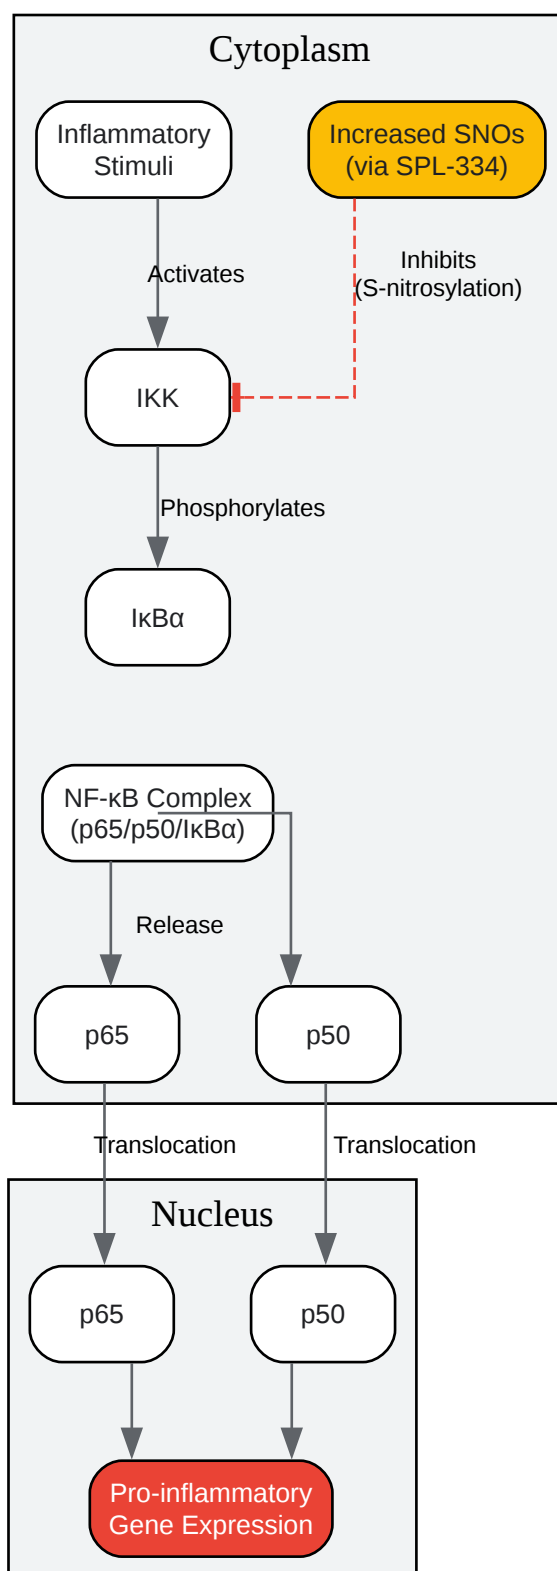 Cytoplasm
Inflammatory
Stimuli
Increased SNOs
(via SPL-334)
Activates
Inhibits
(S-nitrosylation)
IKK
Phosphorylates
IκBα
NF-κB Complex
(p65/p50/IκBα)
Release
p65
p50
Translocation
Translocation
Nucleus
p65
p50
Pro-inflammatory
Gene Expression